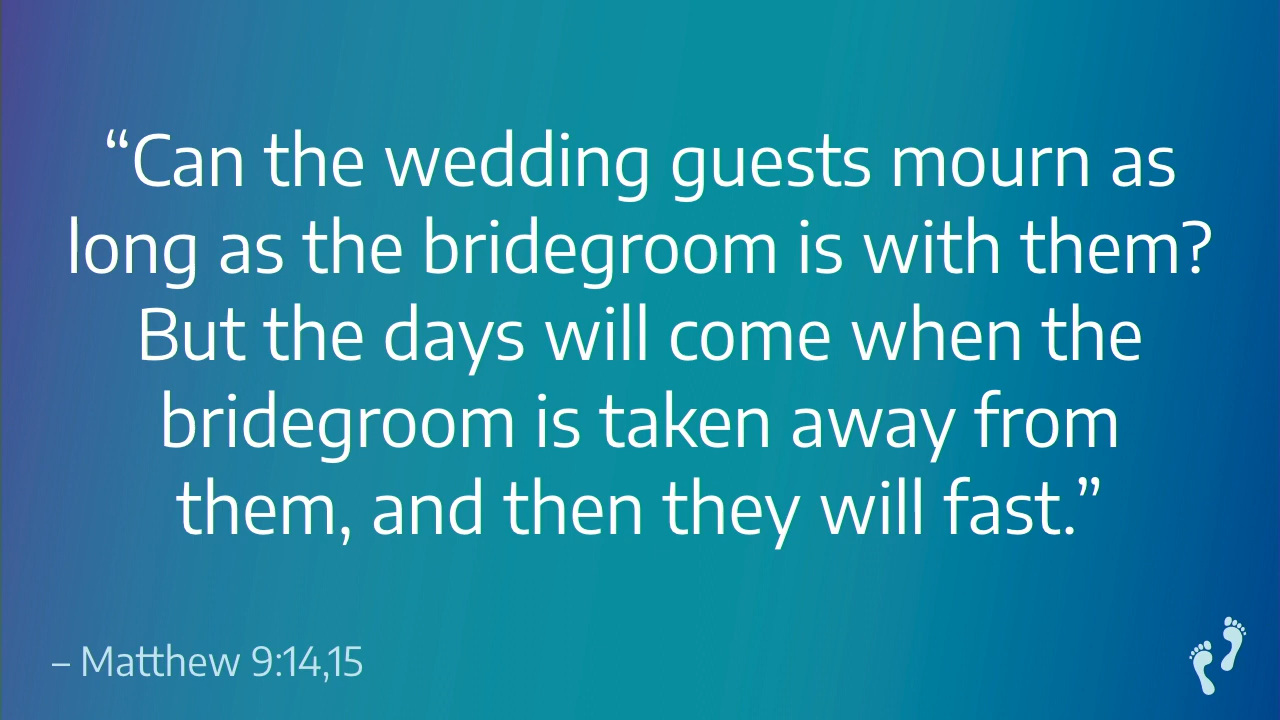 “Can the wedding guests mourn as
long as the bridegroom is with them?
But the days will come when the
bridegroom is taken away from
them, and then they will fast.”
– Matthew 9:14,15